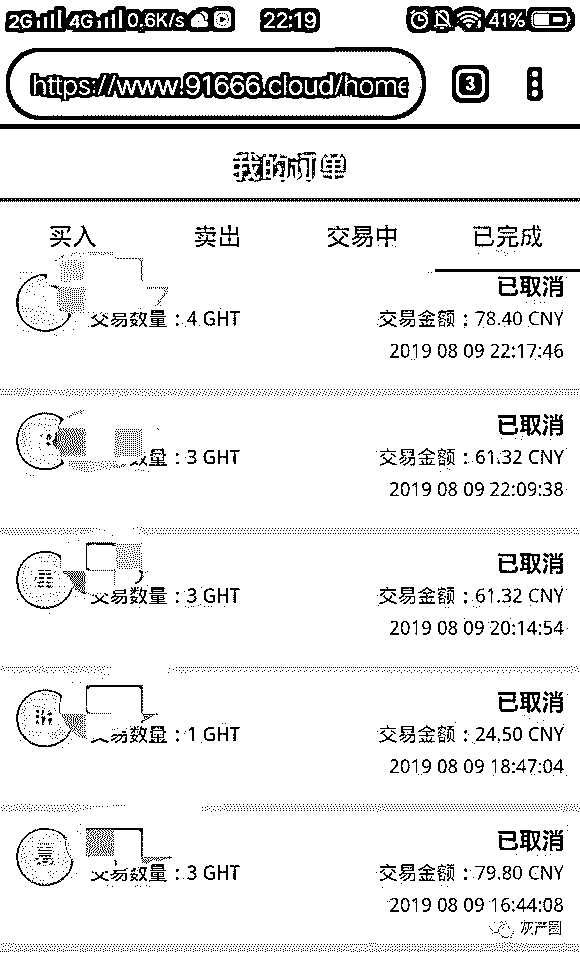 2G 4G 0.6K/s 22:19 41%
https://www.91666.cloud/home 3
我的订单
买入 卖出 交易中 已完成
已取消
交易数量：4 GHT 交易金额：78.40 CNY
2019 08 09 22:17:46
已取消
数量：3 GHT 交易金额：61.32 CNY
2019 08 09 22:09:38
已取消
交易数量：3 GHT 交易金额：61.32 CNY
2019 08 09 20:14:54
已取消
交易数量：1 GHT 交易金额：24.50 CNY
2019 08 09 18:47:04
已取消
交易数量：3 GHT 交易金额：79.80 CNY
2019 08 09 16:44:08
灰产圈